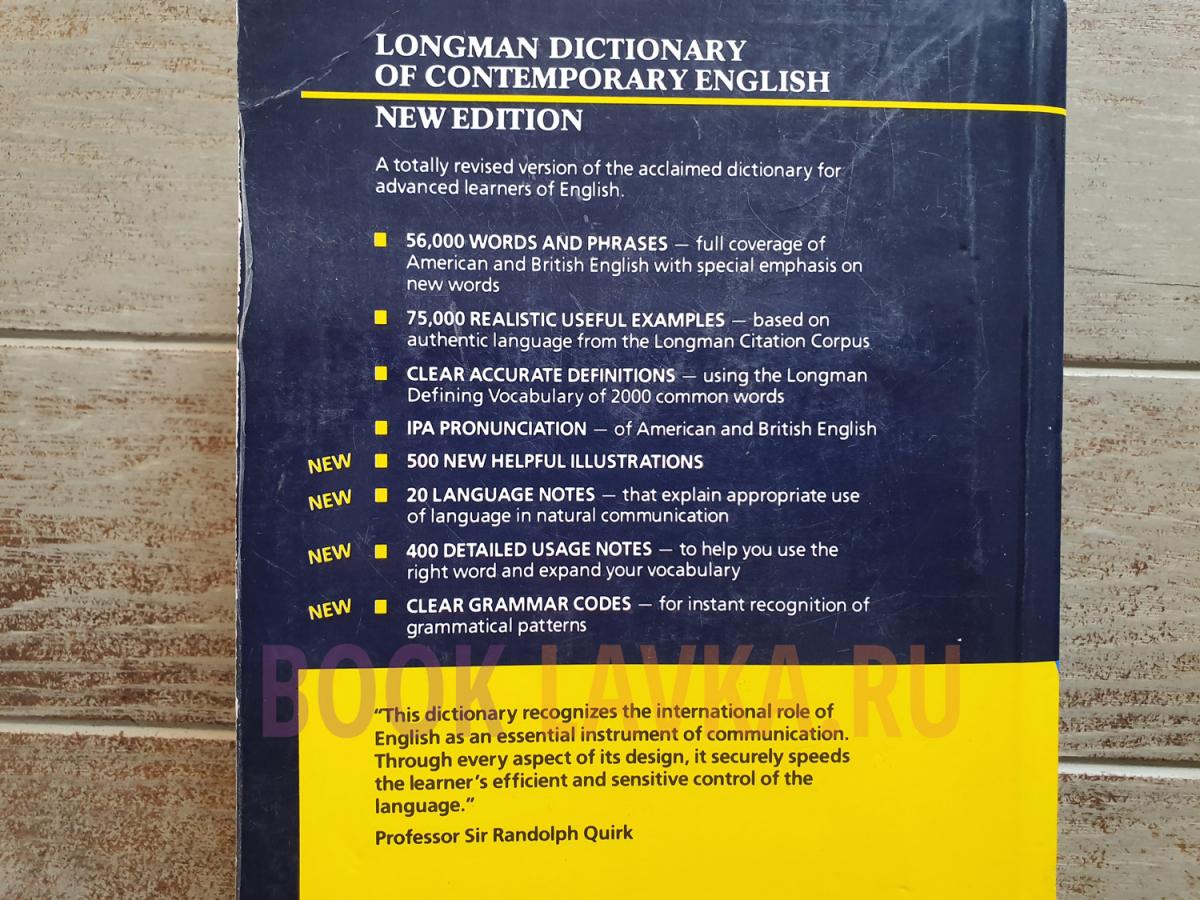 LONGMAN DICTIONARY
OF CONTEMPORARY ENGLISH
NEW EDITION
A totally revised version of the acclaimed dictionary for
advanced learners of English.
56,000 WORDS AND PHRASES — full coverage of
American and British English with special emphasis on
new words
75,000 REALISTIC USEFUL EXAMPLES — based on
authentic language from the Longman Citation Corpus
CLEAR ACCURATE DEFINITIONS — using the Longman
Defining Vocabulary of 2000 common words
IPA PRONUNCIATION — of American and British English
NEW 500 NEW HELPFUL ILLUSTRATIONS
NEW 20 LANGUAGE NOTES — that explain appropriate use
of language in natural communication
NEW 400 DETAILED USAGE NOTES — to help you use the
right word and expand your vocabulary
NEW CLEAR GRAMMAR CODES — for instant recognition of
grammatical patterns
BOOK-LAVKA.RU
“This dictionary recognizes the international role of
English as an essential instrument of communication.
Through every aspect of its design, it securely speeds
the learner’s efficient and sensitive control of the
language.”
Professor Sir Randolph Quirk